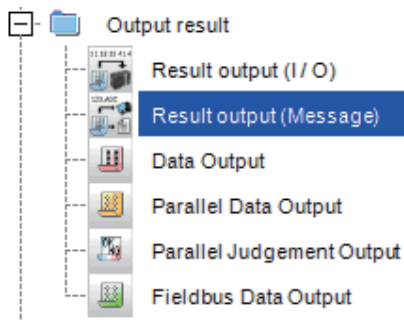 Output result
Result output (I / O)
Result output (Message)
Data Output
Parallel Data Output
Parallel Judgement Output
Fieldbus Data Output